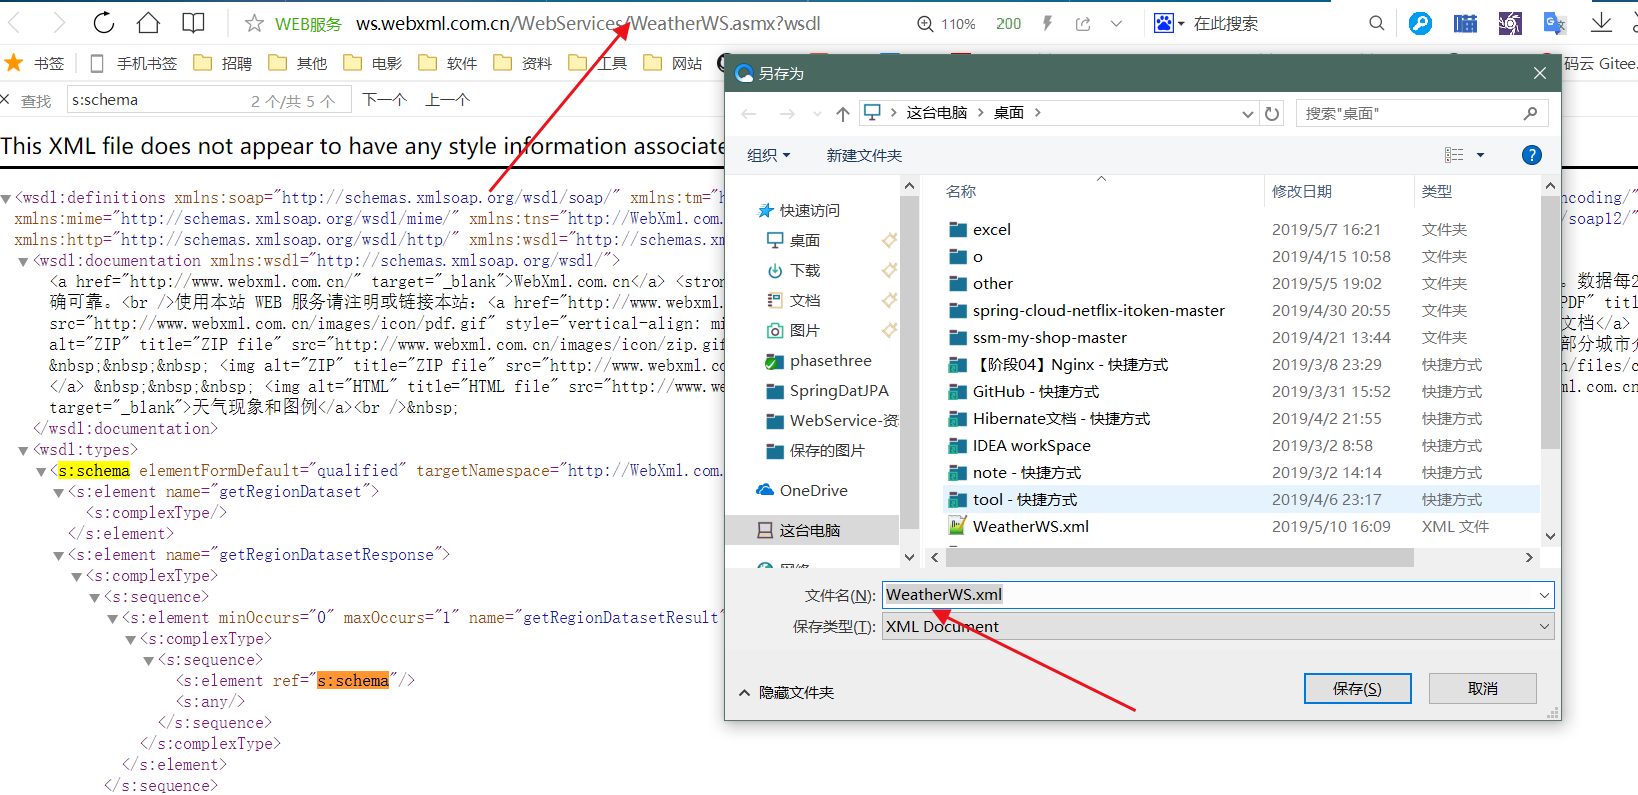 WEB服务 ws.webxml.com.cn/WebServices/WeatherWS.asmx?wsdl 110% 200 在此搜索
书签 手机书签 招聘 其他 电影 软件 资料 工具 网站 码云 Gitee.
查找 s:schema 2 个/共 5 个 下一个 上一个
This XML file does not appear to have any style information associate
<wsdl:definitions xmlns:soap="http://schemas.xmlsoap.org/wsdl/soap/" xmlns:tm="h ncoding/"
xmlns:mime="http://schemas.xmlsoap.org/wsdl/mime/" xmlns:tns="http://WebXml.com. /soap12/"
xmlns:http="http://schemas.xmlsoap.org/wsdl/http/" xmlns:wsdl="http://schemas.xm
<wsdl:documentation xmlns:wsdl="http://schemas.xmlsoap.org/wsdl/">
<a href="http://www.webxml.com.cn/" target="_blank">WebXml.com.cn</a> <stron 。数据每2
确可靠。<br />使用本站 WEB 服务请注明或链接本站：<a href="http://www.webxml. PDF" titl
src="http://www.webxml.com.cn/images/icon/pdf.gif" style="vertical-align: mi 文档</a>
alt="ZIP" title="ZIP file" src="http://www.webxml.com.cn/images/icon/zip.gif 部分城市介
&nbsp;&nbsp;&nbsp; <img alt="ZIP" title="ZIP file" src="http://www.webxml.co n/files/c
</a> &nbsp;&nbsp;&nbsp; <img alt="HTML" title="HTML file" src="http://www.we ml.com.cn
target="_blank">天气现象和图例</a><br />&nbsp;
</wsdl:documentation>
<wsdl:types>
<s:schema elementFormDefault="qualified" targetNamespace="http://WebXml.com.
<s:element name="getRegionDataset">
<s:complexType/>
</s:element>
<s:element name="getRegionDatasetResponse">
<s:complexType>
<s:sequence>
<s:element minOccurs="0" maxOccurs="1" name="getRegionDatasetResult"
<s:complexType>
<s:sequence>
<s:element ref="s:schema"/>
<s:any/>
</s:sequence>
</s:complexType>
</s:element>
</s:sequence>
另存为
这台电脑 桌面 搜索"桌面"
组织 新建文件夹
名称 修改日期 类型
快速访问
桌面
下载
文档
图片
phasethree
SpringDatJPA
WebService-资
保存的图片
OneDrive
这台电脑
网络
excel 2019/5/7 16:21 文件夹
o 2019/4/15 10:58 文件夹
other 2019/5/5 19:02 文件夹
spring-cloud-netflix-itoken-master 2019/4/30 20:55 文件夹
ssm-my-shop-master 2019/4/21 13:44 文件夹
【阶段04】Nginx - 快捷方式 2019/3/8 23:29 快捷方式
GitHub - 快捷方式 2019/3/31 15:52 快捷方式
Hibernate文档 - 快捷方式 2019/4/2 21:55 快捷方式
IDEA workSpace 2019/3/2 8:58 快捷方式
note - 快捷方式 2019/3/2 14:14 快捷方式
tool - 快捷方式 2019/4/6 23:17 快捷方式
WeatherWS.xml 2019/5/10 16:09 XML 文件
文件名(N): WeatherWS.xml
保存类型(T): XML Document
隐藏文件夹 保存(S) 取消